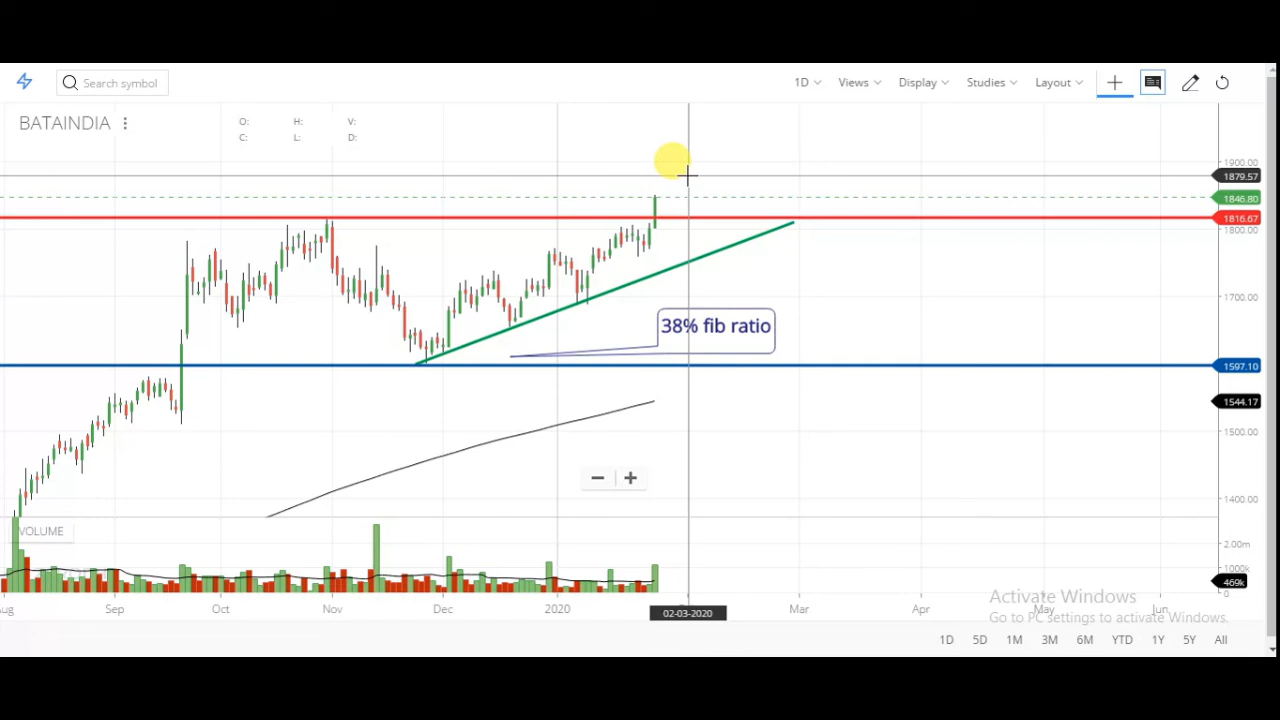 Search symbol
1D Views Display Studies Layout
BATAINDIA
O: H: V:
C: L: D:
1900.00
1879.57
1846.80
1816.67
1800.00
1700.00
38% fib ratio
1597.10
1544.17
1500.00
1400.00
VOLUME
2.00m
1000k
469k
0
Activate Windows
Aug Sep Oct Nov Dec 2020 Mar Apr May Jun
02-03-2020
Go to PC settings to activate Windows.
1D 5D 1M 3M 6M YTD 1Y 5Y All